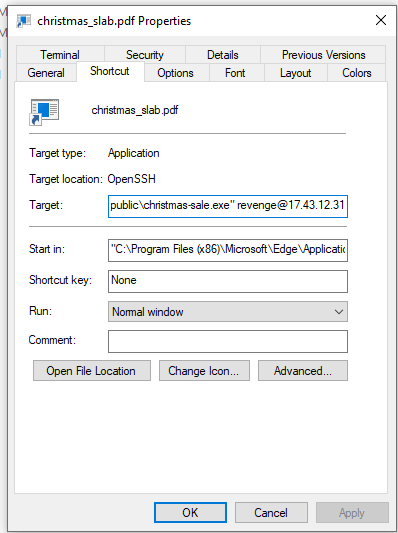 christmas_slab.pdf Properties
Terminal Security Details Previous Versions
General Shortcut Options Font Layout Colors
christmas_slab.pdf
Target type: Application
Target location: OpenSSH
Target: public\christmas-sale.exe" revenge@17.43.12.31
Start in: "C:\Program Files (x86)\Microsoft\Edge\Applicatic
Shortcut key: None
Run: Normal window
Comment:
Open File Location Change Icon... Advanced...
OK Cancel Apply